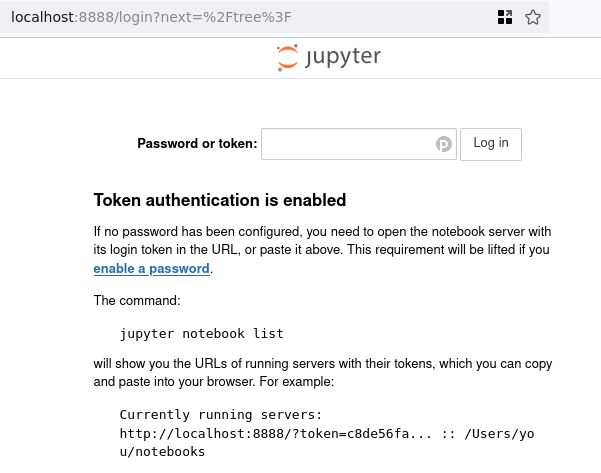 localhost:8888/login?next=%2Ftree%3F
jupyter
Password or token:
Log in
Token authentication is enabled
If no password has been configured, you need to open the notebook server with
its login token in the URL, or paste it above. This requirement will be lifted if you
enable a password.
The command:
jupyter notebook list
will show you the URLs of running servers with their tokens, which you can copy
and paste into your browser. For example:
Currently running servers:
http://localhost:8888/?token=c8de56fa... :: /Users/yo
u/notebooks